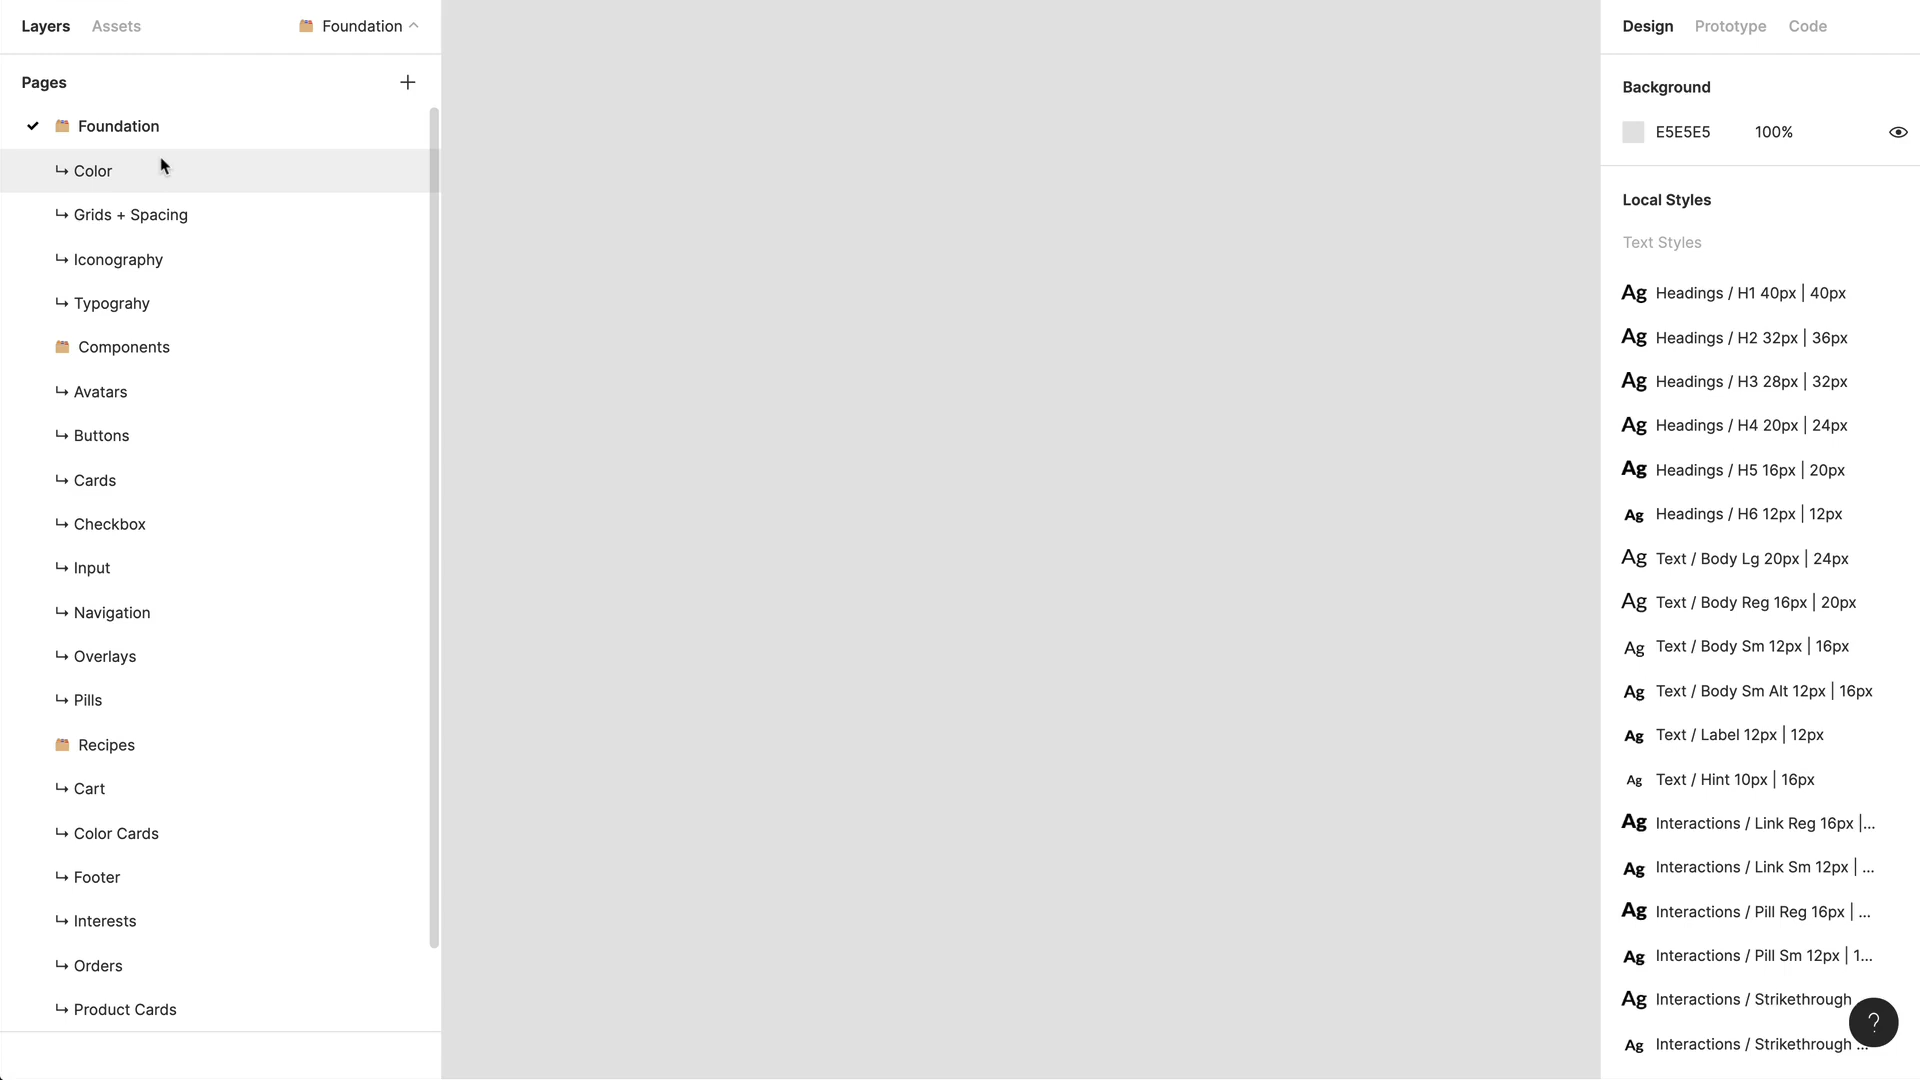 Layers Assets Foundation
Pages
Foundation
Color
Grids + Spacing
Iconography
Typograhy
Components
Avatars
Buttons
Cards
Checkbox
Input
Navigation
Overlays
Pills
Recipes
Cart
Color Cards
Footer
Interests
Orders
Product Cards
Design Prototype Code
Background
E5E5E5 100%
Local Styles
Text Styles
Ag Headings / H1 40px | 40px
Ag Headings / H2 32px | 36px
Ag Headings / H3 28px | 32px
Ag Headings / H4 20px | 24px
Ag Headings / H5 16px | 20px
Ag Headings / H6 12px | 12px
Ag Text / Body Lg 20px | 24px
Ag Text / Body Reg 16px | 20px
Ag Text / Body Sm 12px | 16px
Ag Text / Body Sm Alt 12px | 16px
Ag Text / Label 12px | 12px
Ag Text / Hint 10px | 16px
Ag Interactions / Link Reg 16px |...
Ag Interactions / Link Sm 12px | ...
Ag Interactions / Pill Reg 16px | ...
Ag Interactions / Pill Sm 12px | 1...
Ag Interactions / Strikethrough
Ag Interactions / Strikethrough ...
?